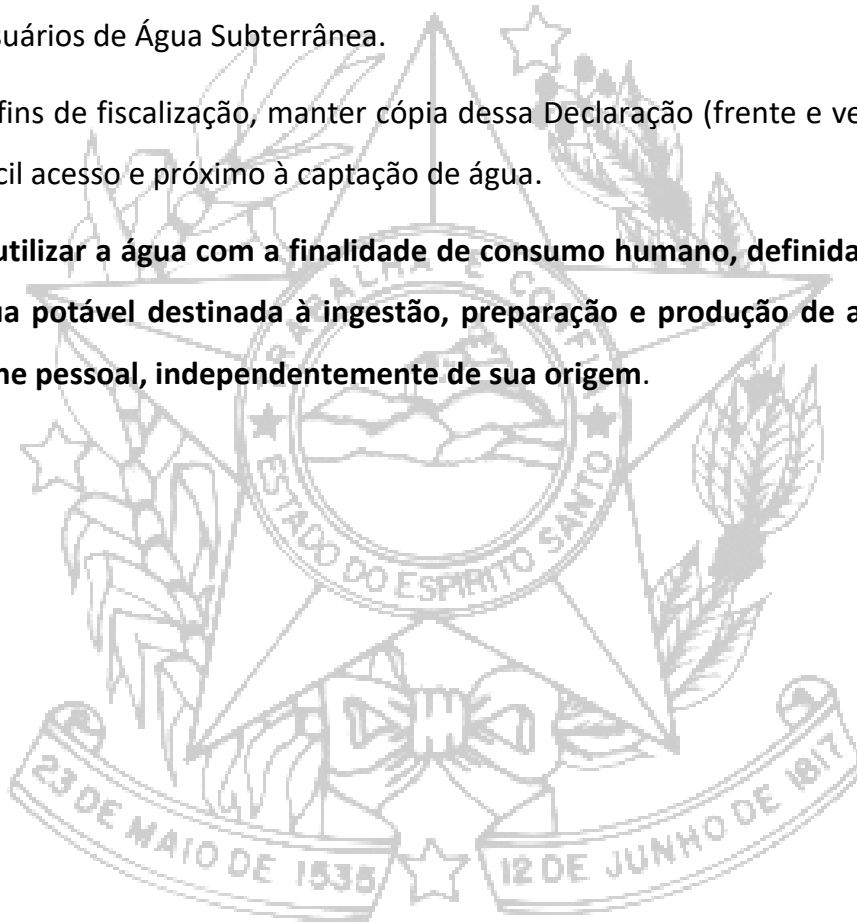 suários de Água Subterrânea.
fins de fiscalização, manter cópia dessa Declaração (frente e ve
cil acesso e próximo à captação de água.
utilizar a água com a finalidade de consumo humano, definida
ua potável destinada à ingestão, preparação e produção de a
ne pessoal, independentemente de sua origem.
TRABALHA E CONFIA
ESTADO DO ESPIRITO SANTO
23 DE MAIO DE 1535
12 DE JUNHO DE 1817